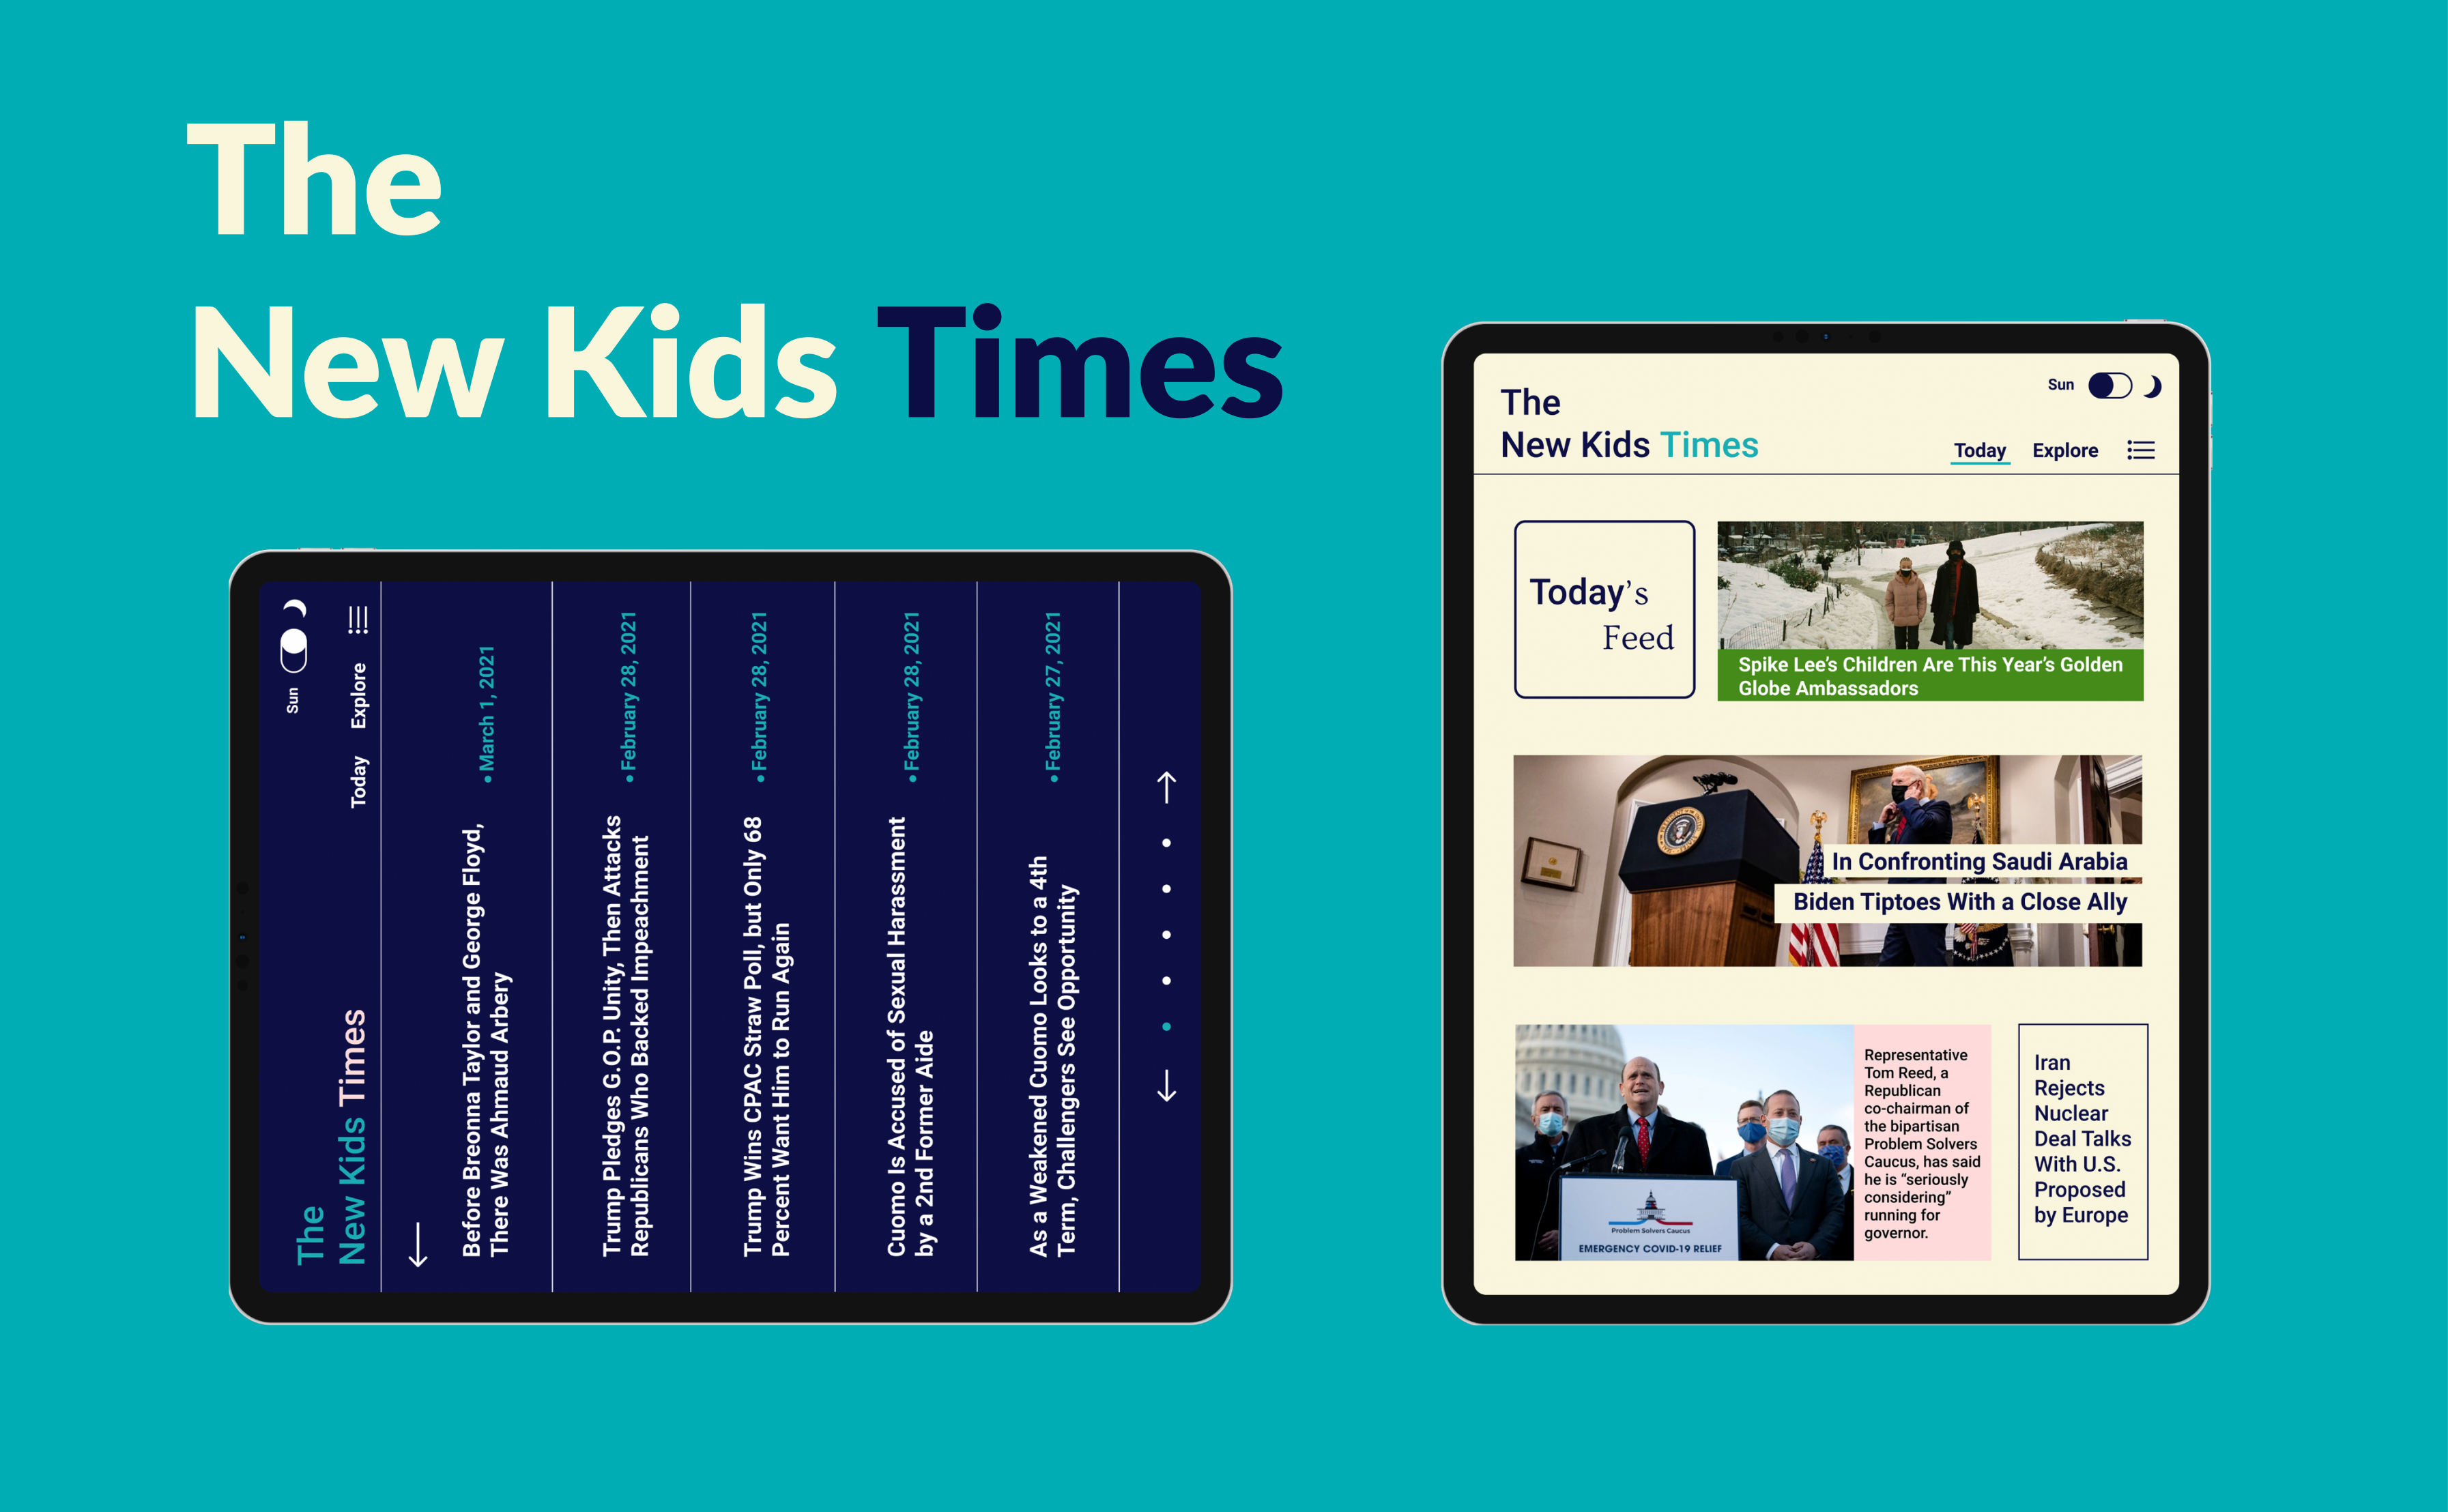 The
New Kids Times
Sun
The
New Kids Times
Today Explore
Before Breonna Taylor and George Floyd,
There Was Ahmaud Arbery
•March 1, 2021
Trump Pledges G.O.P. Unity, Then Attacks
Republicans Who Backed Impeachment
•February 28, 2021
Trump Wins CPAC Straw Poll, but Only 68
Percent Want Him to Run Again
•February 28, 2021
Cuomo Is Accused of Sexual Harassment
by a 2nd Former Aide
•February 28, 2021
As a Weakened Cuomo Looks to a 4th
Term, Challengers See Opportunity
•February 27, 2021
Sun
The
New Kids Times
Today Explore
Today's
Feed
Spike Lee's Children Are This Year's Golden
Globe Ambassadors
In Confronting Saudi Arabia
Biden Tiptoes With a Close Ally
Problem Solvers Caucus
EMERGENCY COVID-19 RELIEF
Representative
Tom Reed, a
Republican
co-chairman of
the bipartisan
Problem Solvers
Caucus, has said
he is “seriously
considering”
running for
governor.
Iran
Rejects
Nuclear
Deal Talks
With U.S.
Proposed
by Europe